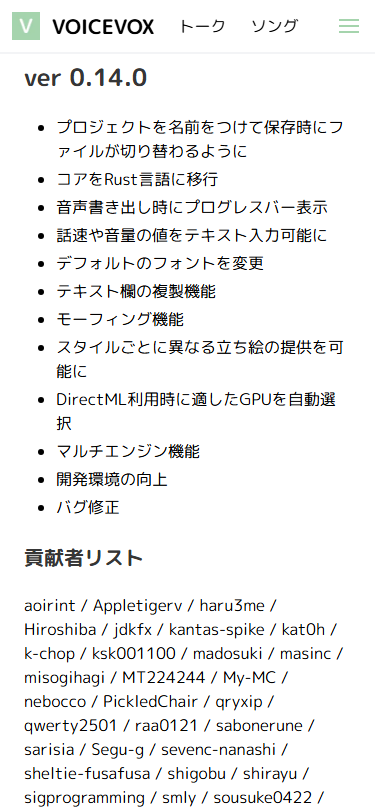 V VOICEVOX トーク ソング
ver 0.14.0
プロジェクトを名前をつけて保存時にフ
ァイルが切り替わるように
コアをRust言語に移行
音声書き出し時にプログレスバー表示
話速や音量の値をテキスト入力可能に
デフォルトのフォントを変更
テキスト欄の複製機能
モーフィング機能
スタイルごとに異なる立ち絵の提供を可
能に
DirectML利用時に適したGPUを自動選
択
マルチエンジン機能
開発環境の向上
バグ修正
貢献者リスト
aoirint / Appletigerv / haru3me /
Hiroshiba / jdkfx / kantas-spike / kat0h /
k-chop / ksk001100 / madosuki / masinc /
misogihagi / MT224244 / My-MC /
nebocco / PickledChair / qryxip /
qwerty2501 / raa0121 / sabonerune /
sarisia / Segu-g / sevenc-nanashi /
sheltie-fusafusa / shigobu / shirayu /
sigprogramming / smly / sousuke0422 /